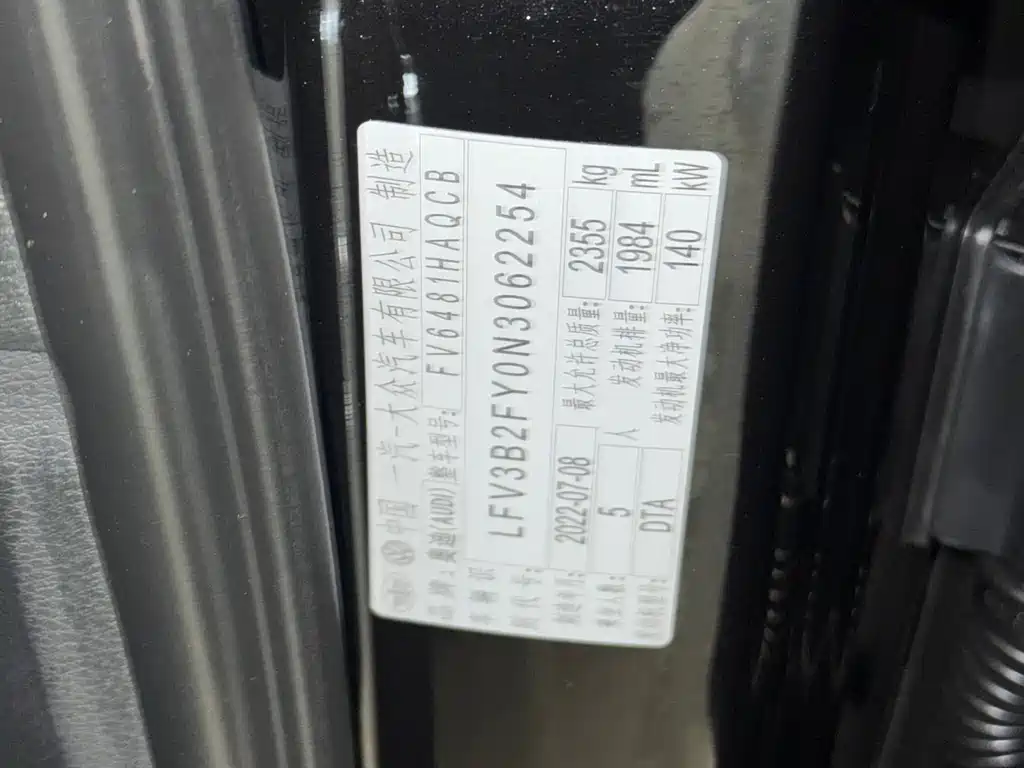 中国 一汽-大众汽车有限公司 制造
品牌:奥迪(AUDI) 整车型号: FV6481HAQCB
车辆识别代号: LFV3B2FY0N3062254
制造年月: 2022-07-08 最大允许总质量: 2355 kg
乘坐人数: 5 人 发动机排量: 1984 mL
发动机型号: DTA 发动机最大净功率: 140 kW